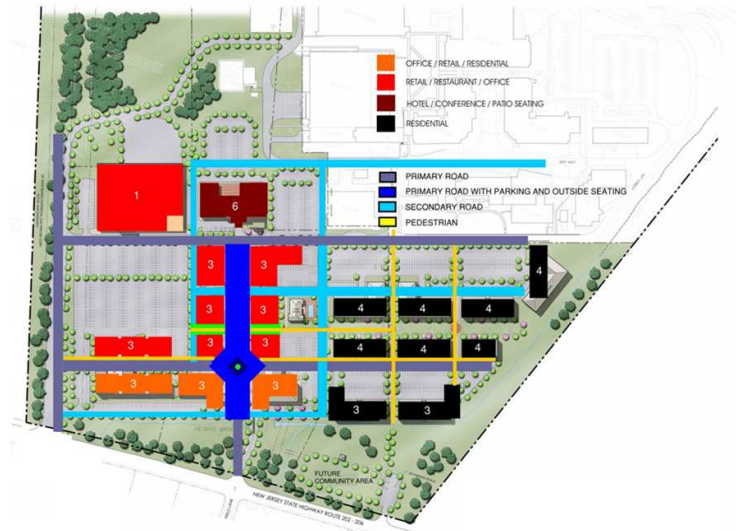 OFFICE / RETAIL / RESIDENTIAL
RETAIL / RESTAURANT / OFFICE
HOTEL / CONFERENCE / PATIO SEATING
RESIDENTIAL
PRIMARY ROAD
PRIMARY ROAD WITH PARKING AND OUTSIDE SEATING
SECONDARY ROAD
PEDESTRIAN
1
6
3 3
4
3 3 4 4 4
3 3 3 4 4 4
3 3 3
3 3
FUTURE
COMMUNITY AREA
NEW JERSEY STATE HIGHWAY ROUTE 202 - 206